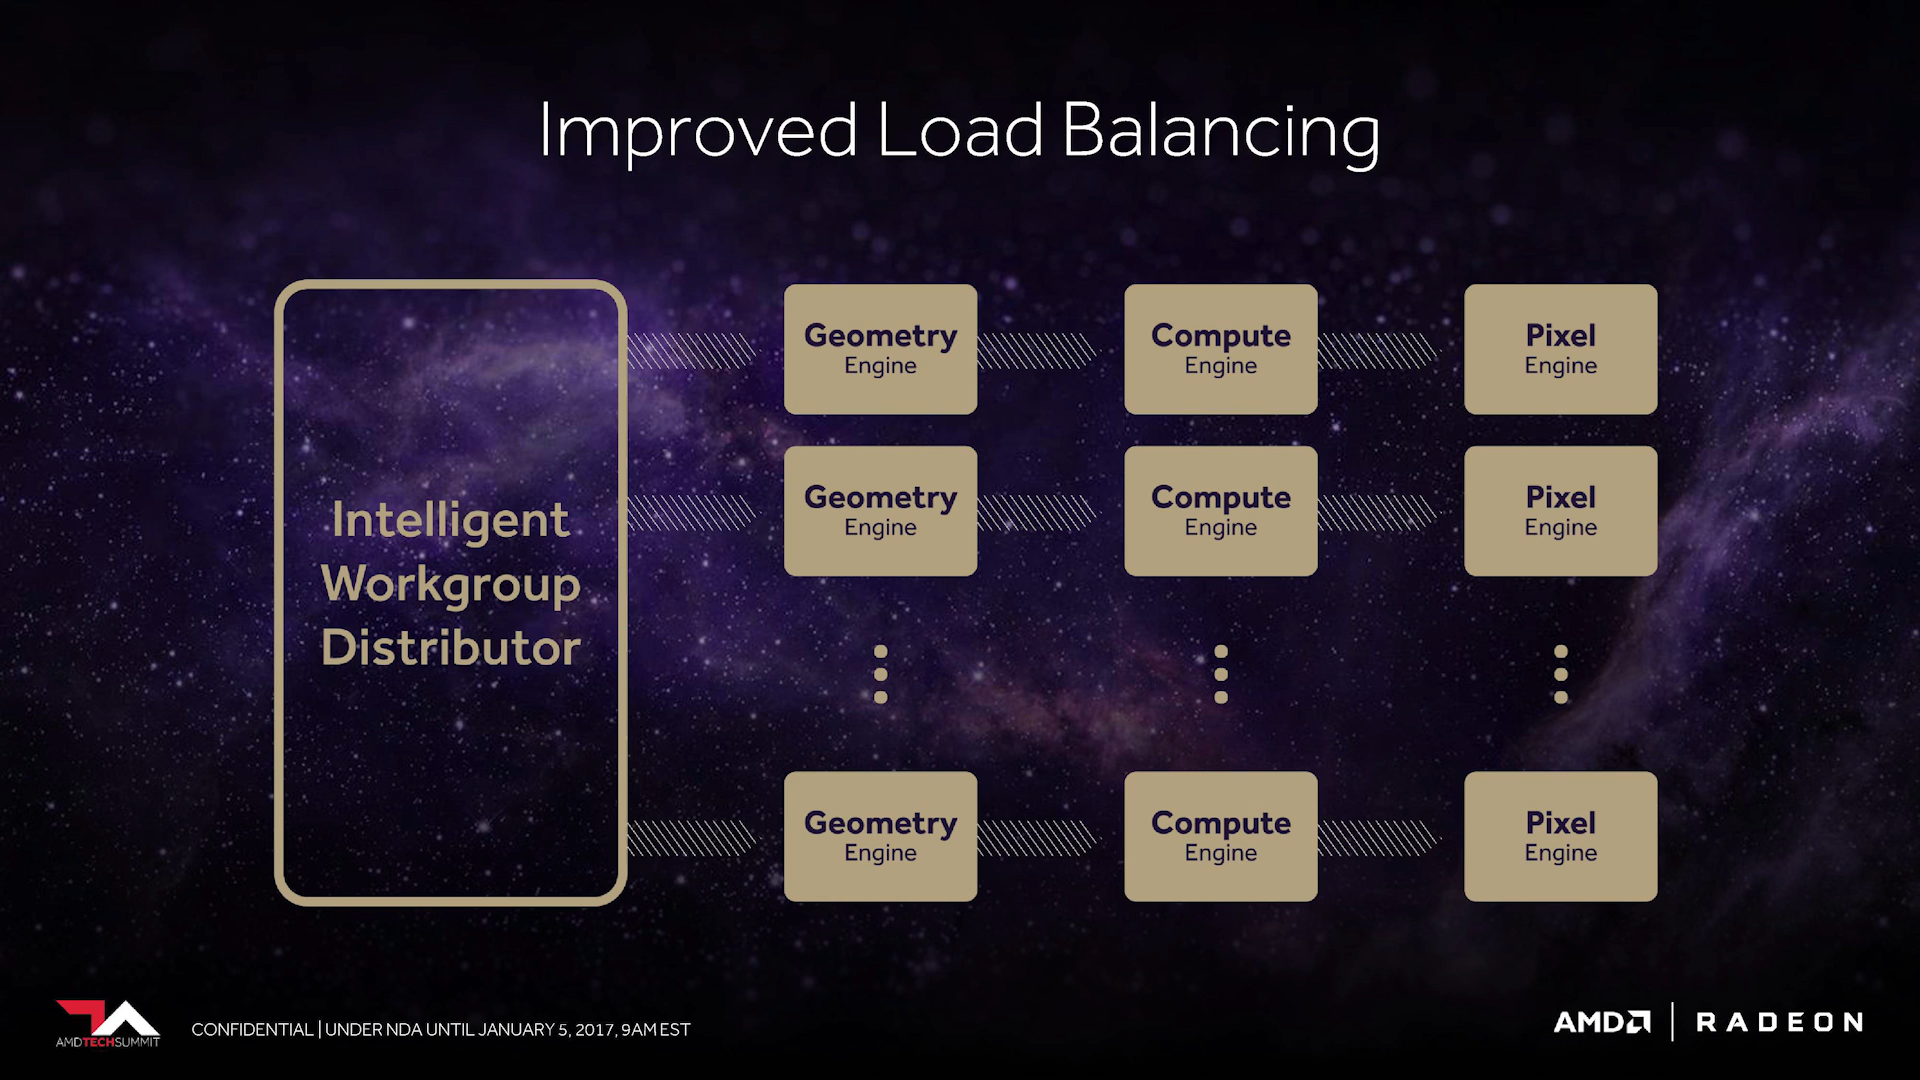 Improved Load Balancing
Intelligent
Workgroup
Distributor
Geometry
Engine
Compute
Engine
Pixel
Engine
Geometry
Engine
Compute
Engine
Pixel
Engine
Geometry
Engine
Compute
Engine
Pixel
Engine
AMDTECHSUMMIT
CONFIDENTIAL | UNDER NDA UNTIL JANUARY 5, 2017, 9AM EST
AMD | RADEON